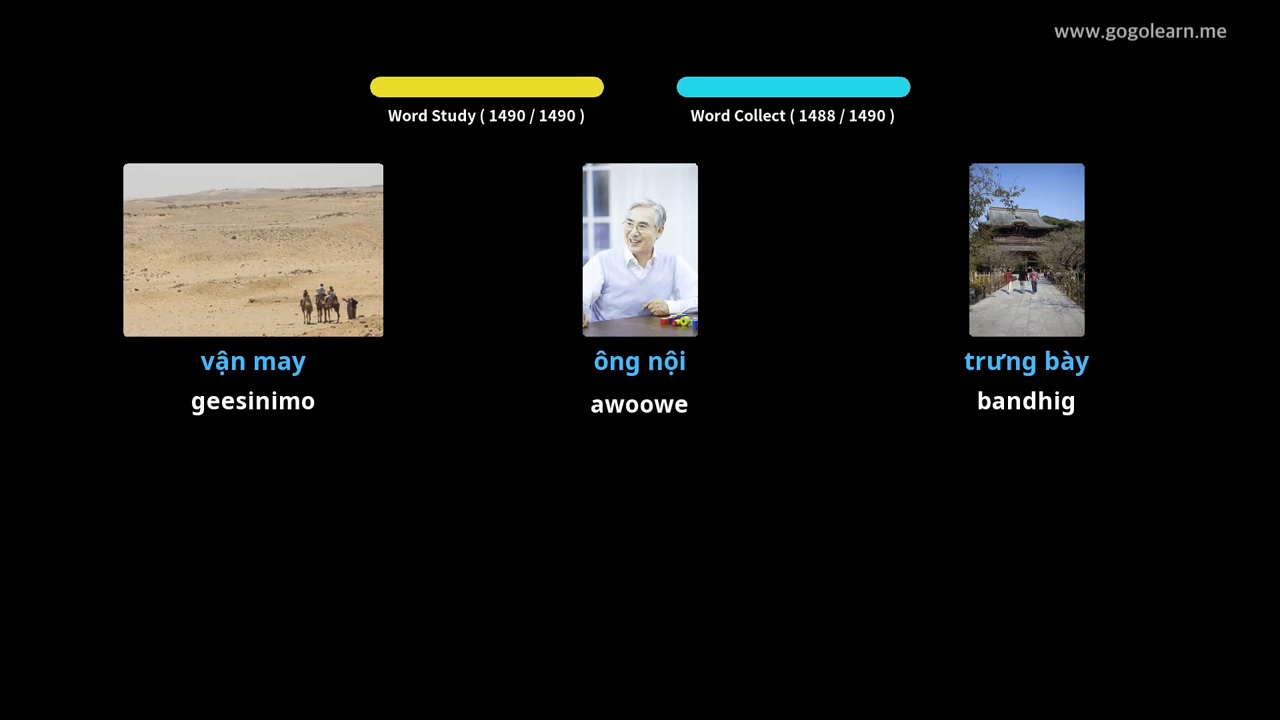 www.gogolearn.me
Word Study ( 1490 / 1490 )
Word Collect ( 1488 / 1490 )
vận may
ông nội
trưng bày
geesinimo
awoowe
bandhig